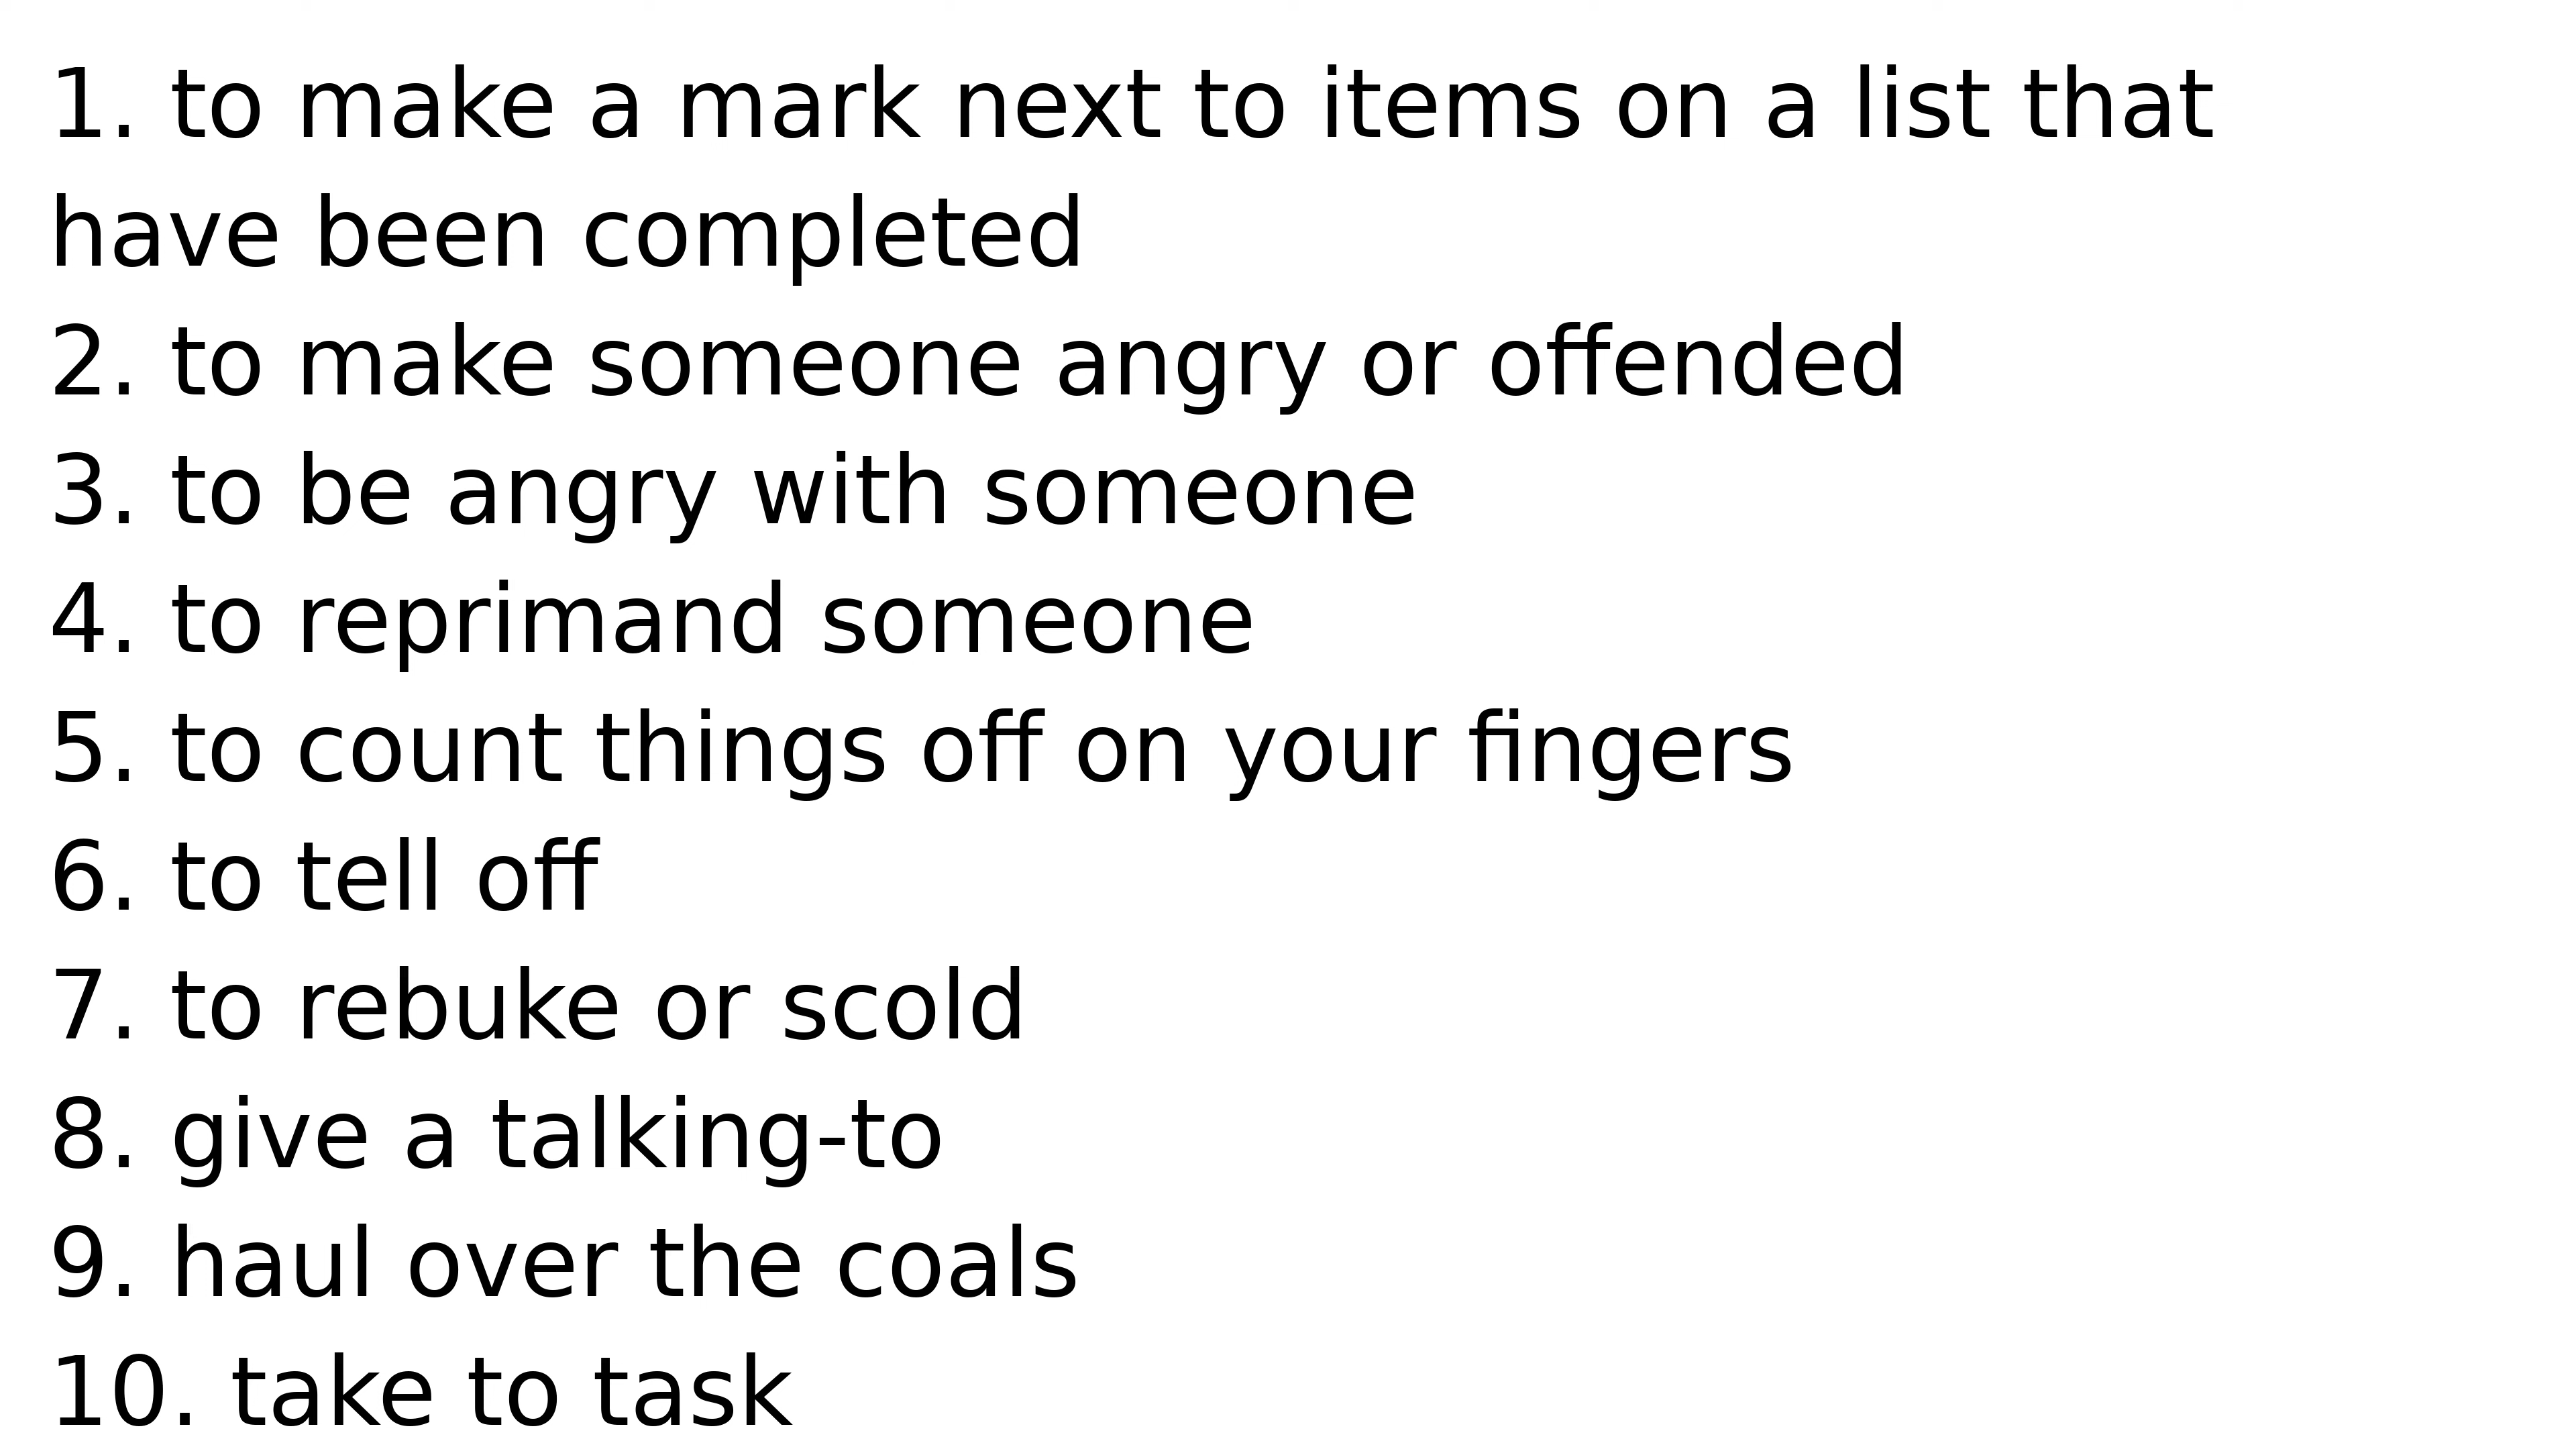 1. to make a mark next to items on a list that
have been completed
2. to make someone angry or offended
3. to be angry with someone
4. to reprimand someone
5. to count things off on your fingers
6. to tell off
7. to rebuke or scold
8. give a talking-to
9. haul over the coals
10. take to task